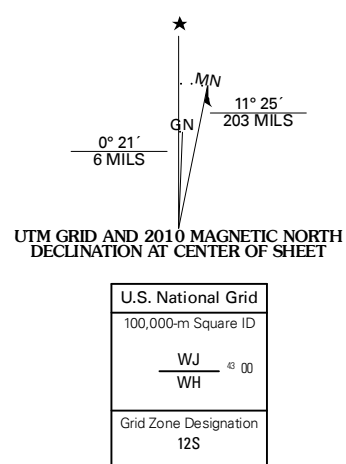 ★
MN
11° 25´
203 MILS
GN
0° 21´
6 MILS
UTM GRID AND 2010 MAGNETIC NORTH
DECLINATION AT CENTER OF SHEET
U.S. National Grid
100,000-m Square ID
WJ
43 00
WH
Grid Zone Designation
12S